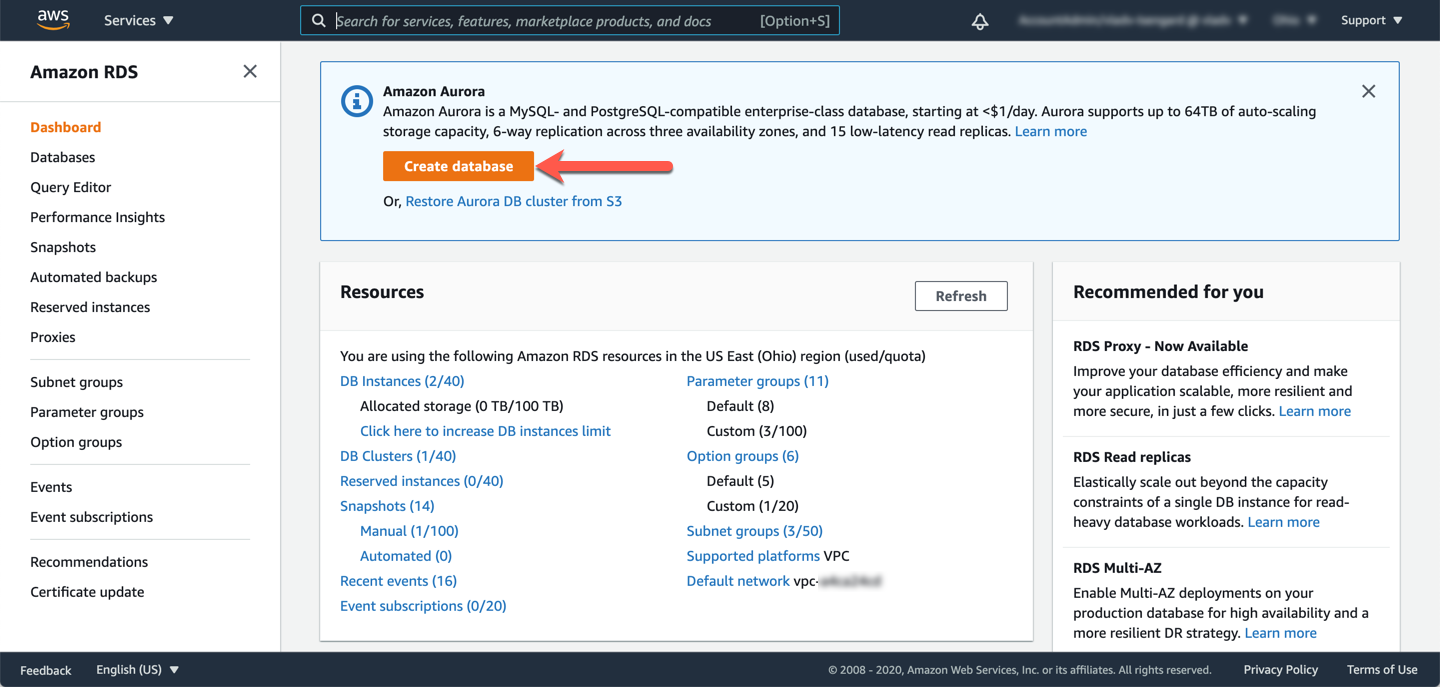 aws
Services
Search for services, features, marketplace products, and docs
[Option+S]
Support
Amazon RDS
Dashboard
Databases
Query Editor
Performance Insights
Snapshots
Automated backups
Reserved instances
Proxies
Subnet groups
Parameter groups
Option groups
Events
Event subscriptions
Recommendations
Certificate update
Amazon Aurora
Amazon Aurora is a MySQL- and PostgreSQL-compatible enterprise-class database, starting at <$1/day. Aurora supports up to 64TB of auto-scaling
storage capacity, 6-way replication across three availability zones, and 15 low-latency read replicas. Learn more
Create database
Or, Restore Aurora DB cluster from S3
Resources
Refresh
You are using the following Amazon RDS resources in the US East (Ohio) region (used/quota)
DB Instances (2/40)
Allocated storage (0 TB/100 TB)
Click here to increase DB instances limit
DB Clusters (1/40)
Reserved instances (0/40)
Snapshots (14)
Manual (1/100)
Automated (0)
Recent events (16)
Event subscriptions (0/20)
Parameter groups (11)
Default (8)
Custom (3/100)
Option groups (6)
Default (5)
Custom (1/20)
Subnet groups (3/50)
Supported platforms VPC
Default network vpc-
Recommended for you
RDS Proxy - Now Available
Improve your database efficiency and make
your application scalable, more resilient and
more secure, in just a few clicks. Learn more
RDS Read replicas
Elastically scale out beyond the capacity
constraints of a single DB instance for read-
heavy database workloads. Learn more
RDS Multi-AZ
Enable Multi-AZ deployments on your
production database for high availability and a
more resilient DR strategy. Learn more
Feedback
English (US)
© 2008 - 2020, Amazon Web Services, Inc. or its affiliates. All rights reserved.
Privacy Policy
Terms of Use